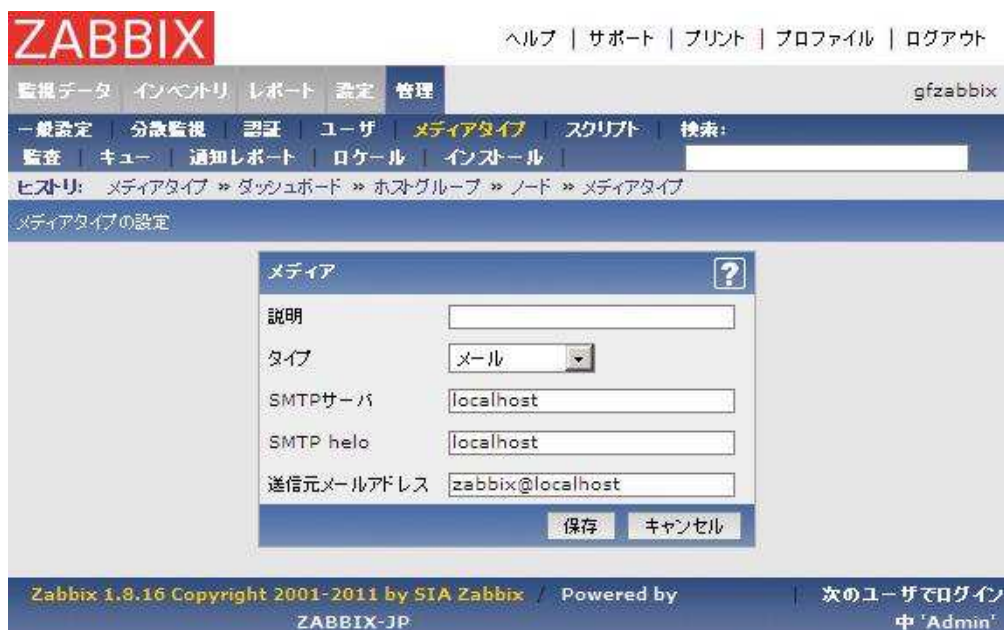 ZABBIX
ヘルプ | サポート | プリント | プロファイル | ログアウト
監視データ インベントリ レポート 設定 管理 gfzabbix
一般設定 | 分散監視 | 認証 | ユーザ | メディアタイプ | スクリプト | 検索:
監査 | キュー | 通知レポート | ロケール | インストール |
ヒストリ: メディアタイプ » ダッシュボード » ホストグループ » ノード » メディアタイプ
メディアタイプの設定
メディア ?
説明
タイプ メール
SMTPサーバ localhost
SMTP helo localhost
送信元メールアドレス zabbix@localhost
保存 キャンセル
Zabbix 1.8.16 Copyright 2001-2011 by SIA Zabbix / Powered by | 次のユーザでログイン
ZABBIX-JP 中 'Admin'